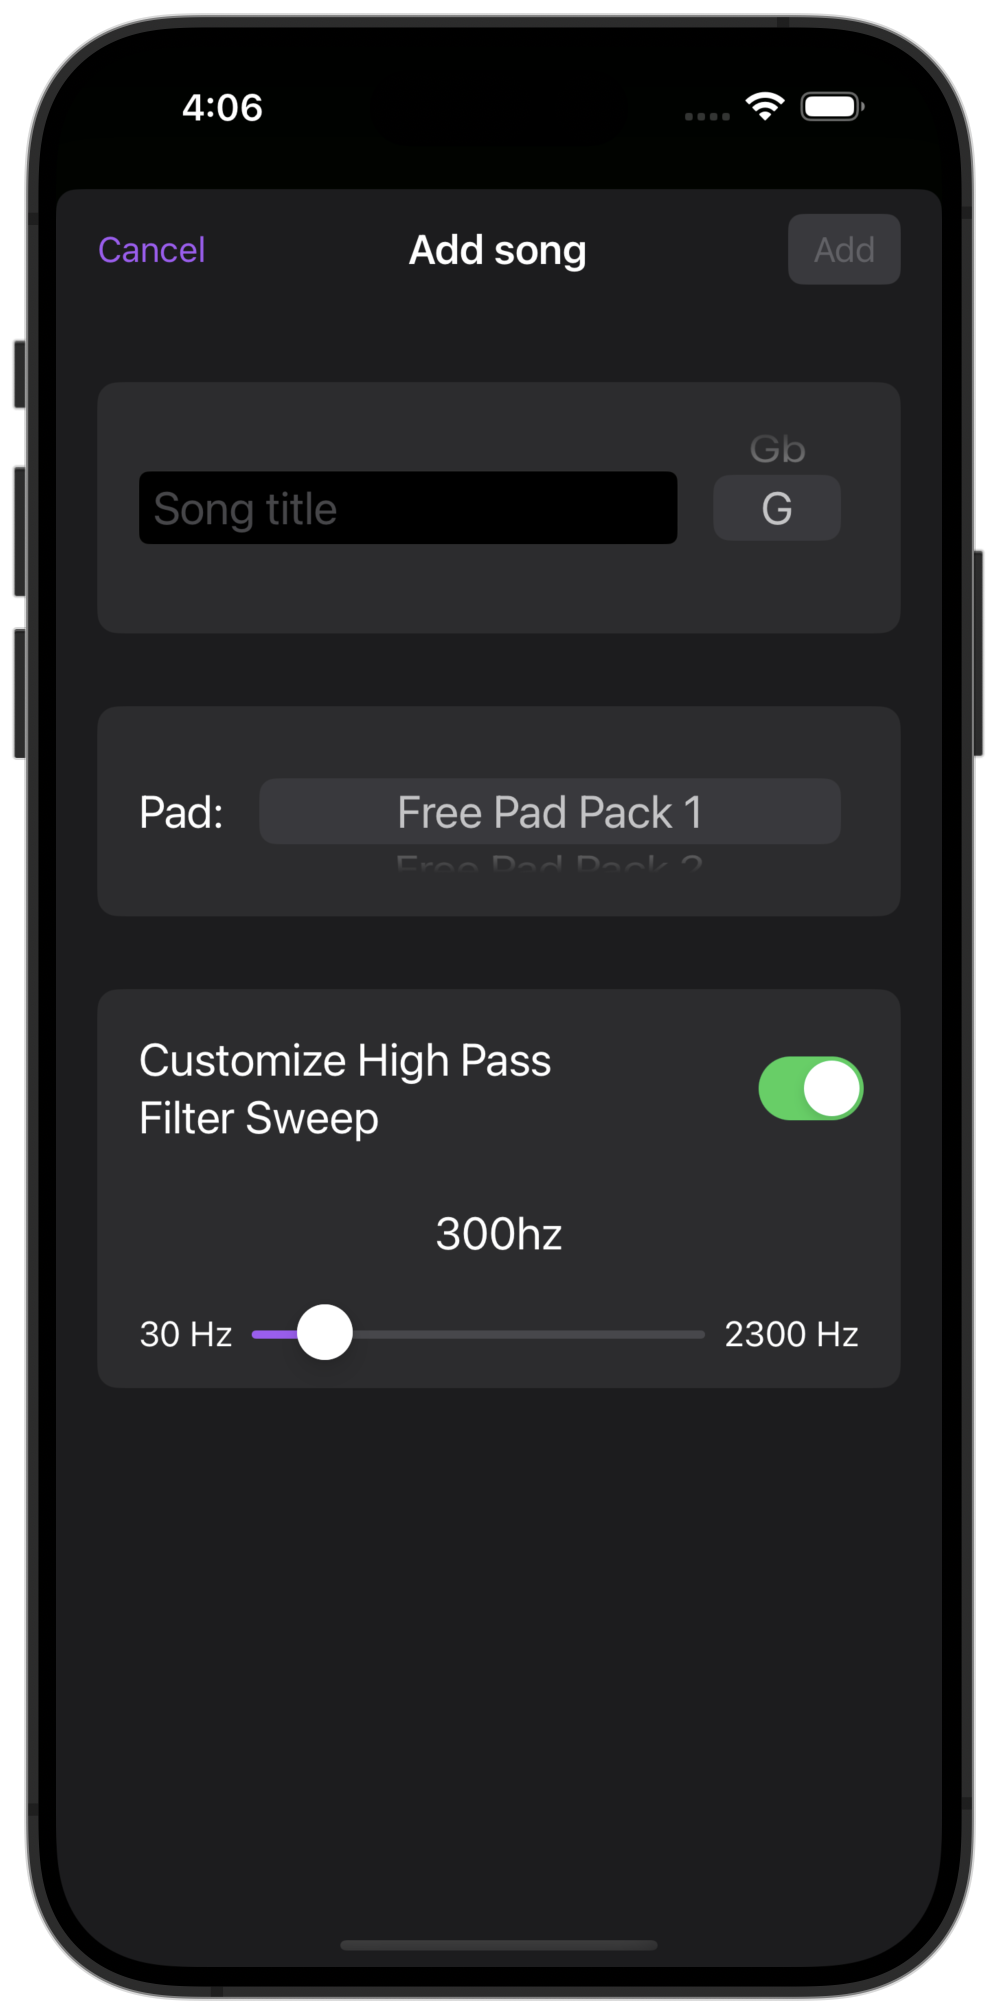 4:06
Cancel
Add song
Add
Gb
Song title
G
Pad:
Free Pad Pack 1
Free Pad Pack 2
Customize High Pass
Filter Sweep
300hz
30 Hz
2300 Hz